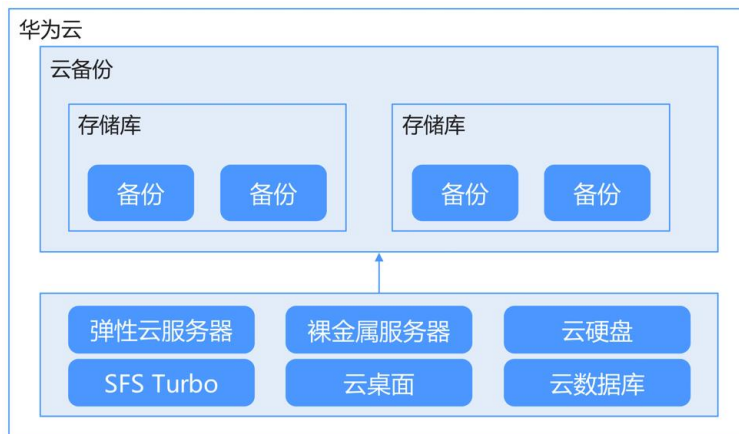 华为云
云备份
存储库 存储库
备份 备份 备份 备份
弹性云服务器 裸金属服务器 云硬盘
SFS Turbo 云桌面 云数据库